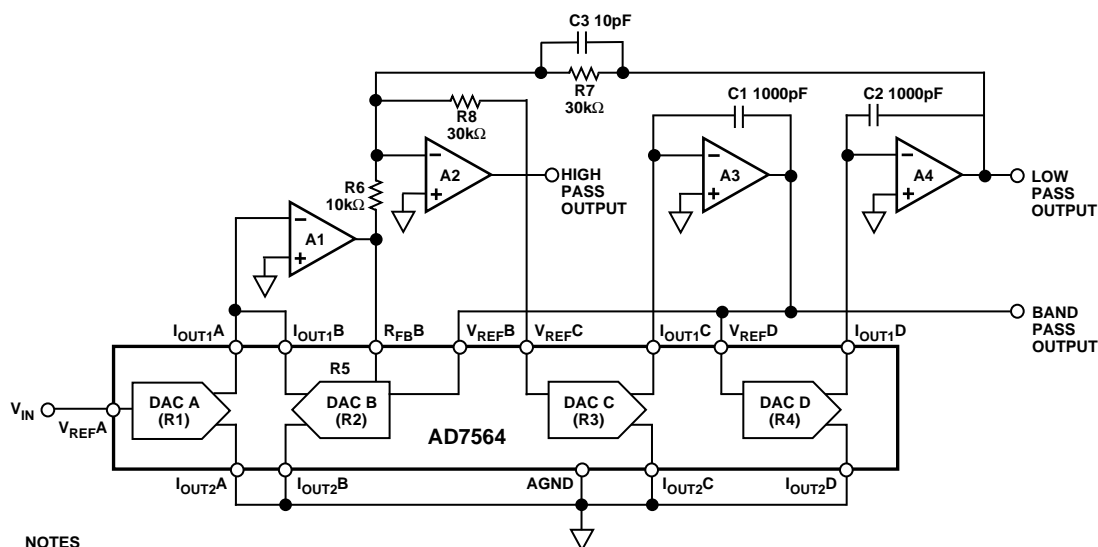 C3 10pF
R7
30kΩ
C1 1000pF
C2 1000pF
R8
30kΩ
–
A2
+
–
A3
+
–
A4
+
R6
10kΩ
HIGH
PASS
OUTPUT
LOW
PASS
OUTPUT
–
A1
+
BAND
PASS
OUTPUT
IOUT1A
IOUT1B
RFBB
VREFB
VREFC
IOUT1C
VREFD
IOUT1D
R5
VIN
VREFA
DAC A
(R1)
DAC B
(R2)
DAC C
(R3)
DAC D
(R4)
AD7564
IOUT2A
IOUT2B
AGND
IOUT2C
IOUT2D
NOTES